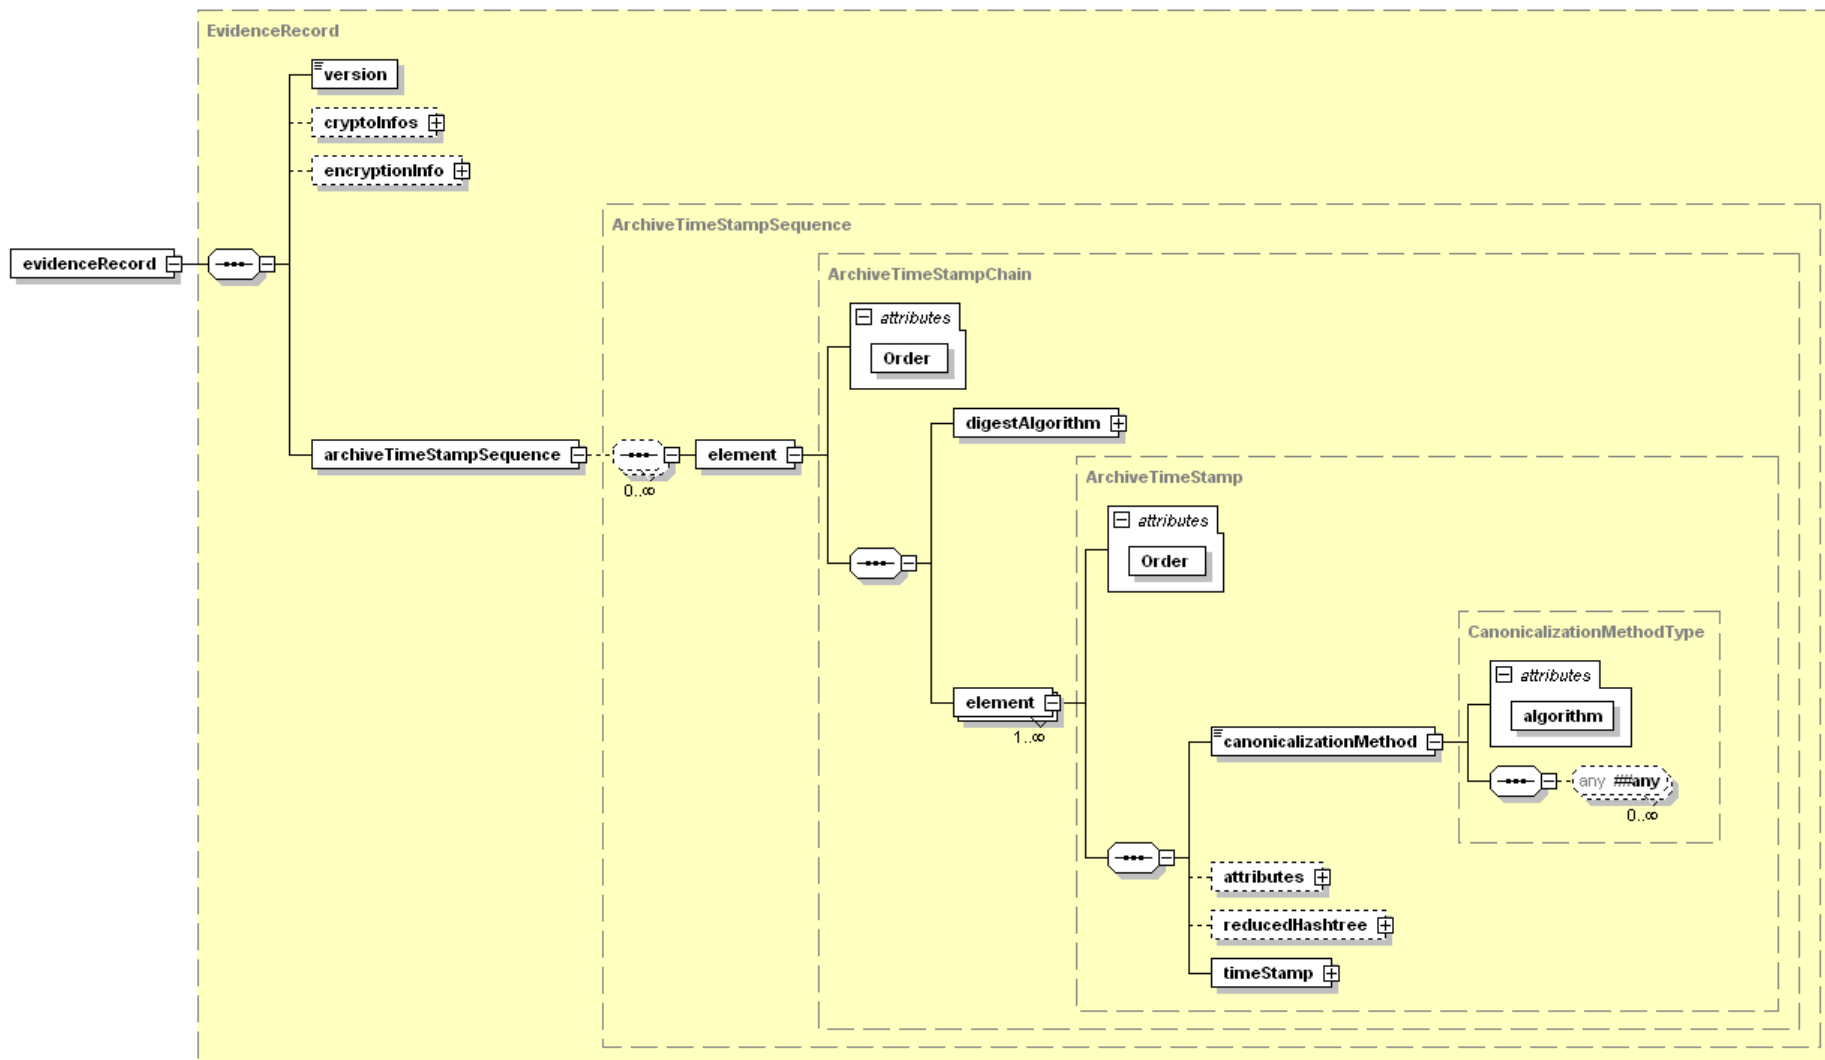 EvidenceRecord
version
cryptoInfos
encryptionInfo
ArchiveTimeStampSequence
evidenceRecord
ArchiveTimeStampChain
attributes
Order
digestAlgorithm
archiveTimeStampSequence
0..∞
element
ArchiveTimeStamp
attributes
Order
CanonicalizationMethodType
attributes
algorithm
element
1..∞
canonicalizationMethod
any ##any
0..∞
attributes
reducedHashtree
timeStamp